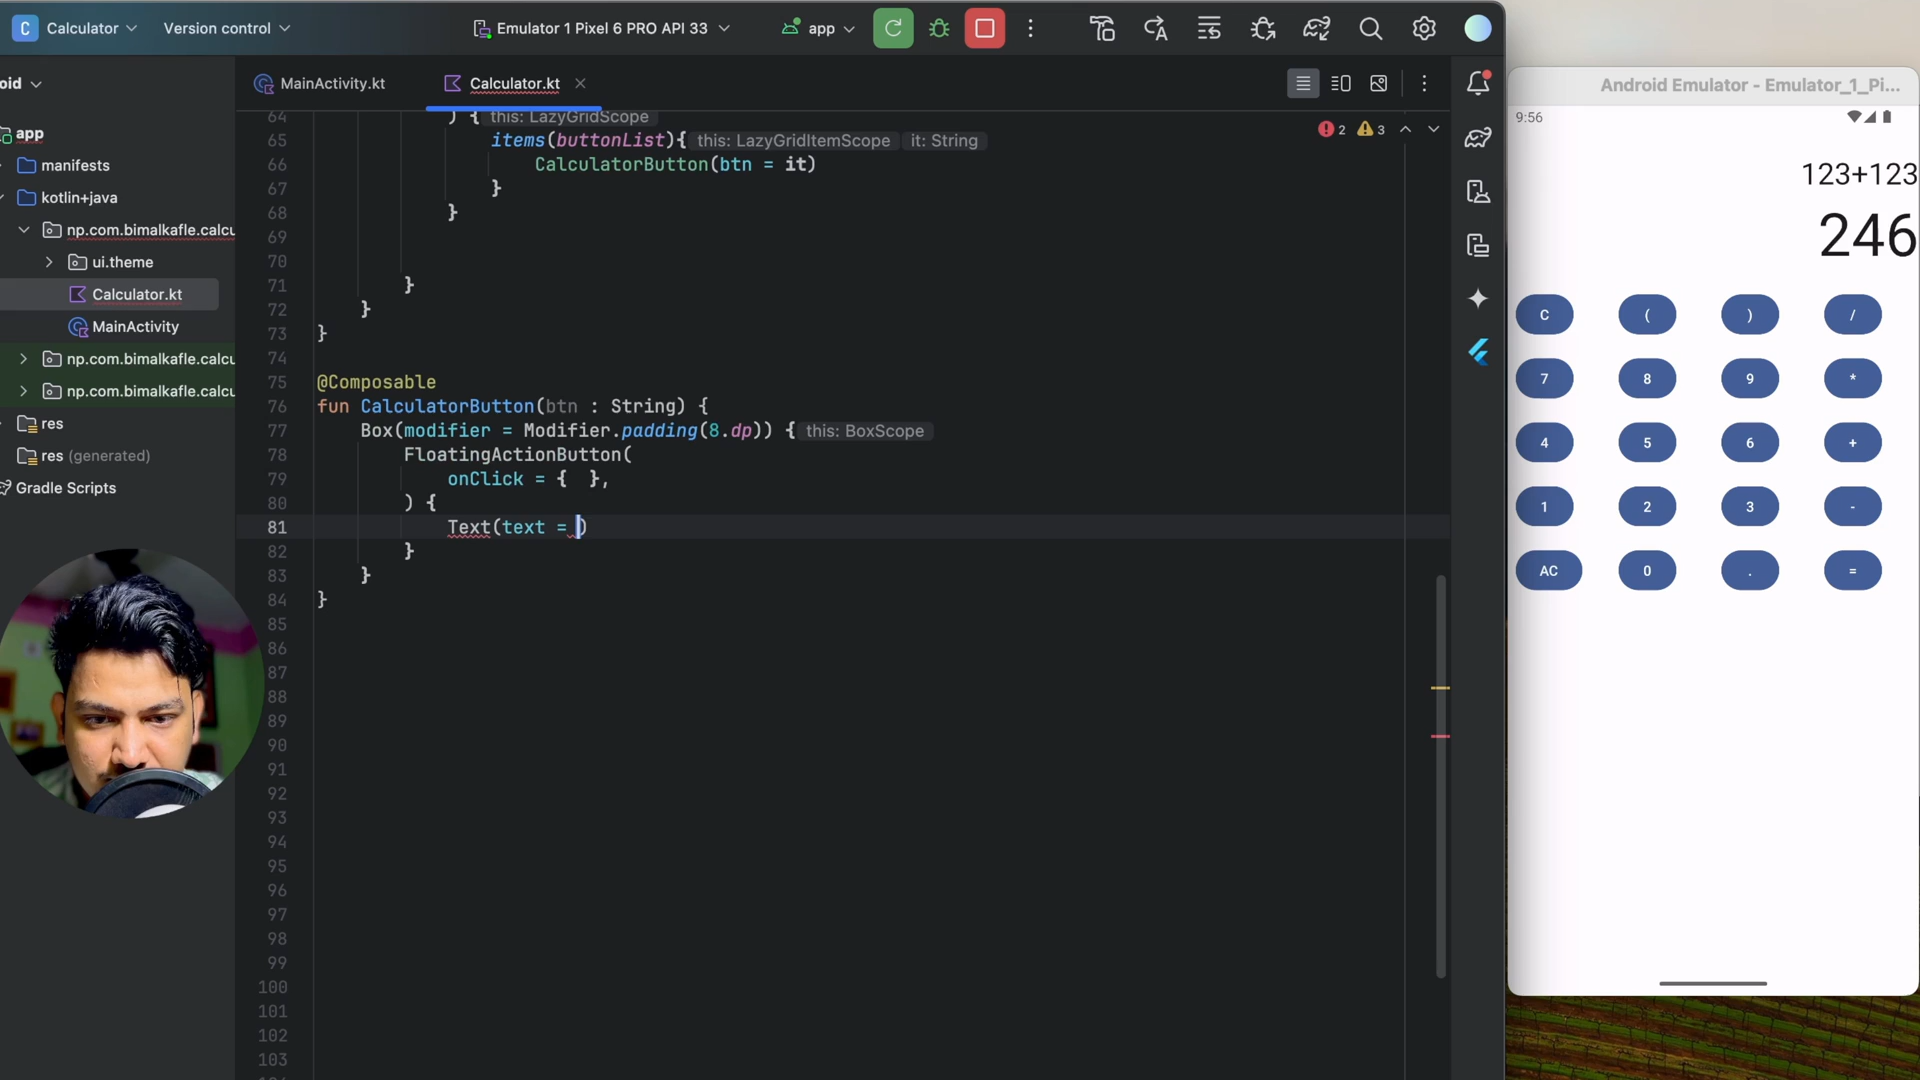 C Calculator Version control Emulator 1 Pixel 6 PRO API 33 app
oid
MainActivity.kt Calculator.kt
app
manifests
kotlin+java
np.com.bimalkafle.calcu
ui.theme
Calculator.kt
MainActivity
np.com.bimalkafle.calcu
np.com.bimalkafle.calcu
res
res (generated)
Gradle Scripts
2 3
64 ) { this: LazyGridScope
65 items(buttonList){ this: LazyGridItemScope it: String
66 CalculatorButton(btn = it)
67 }
68 }
69
70
71 }
72 }
73 }
74
75 @Composable
76 fun CalculatorButton(btn : String) {
77 Box(modifier = Modifier.padding(8.dp)) { this: BoxScope
78 FloatingActionButton(
79 onClick = { },
80 ) {
81 Text(text = )
82 }
83 }
84 }
85
86
87
88
89
90
91
92
93
94
95
96
97
98
99
100
101
102
103
Android Emulator - Emulator_1_Pi...
9:56
123+123
246
C ( ) /
7 8 9 *
4 5 6 +
1 2 3 -
AC 0 . =